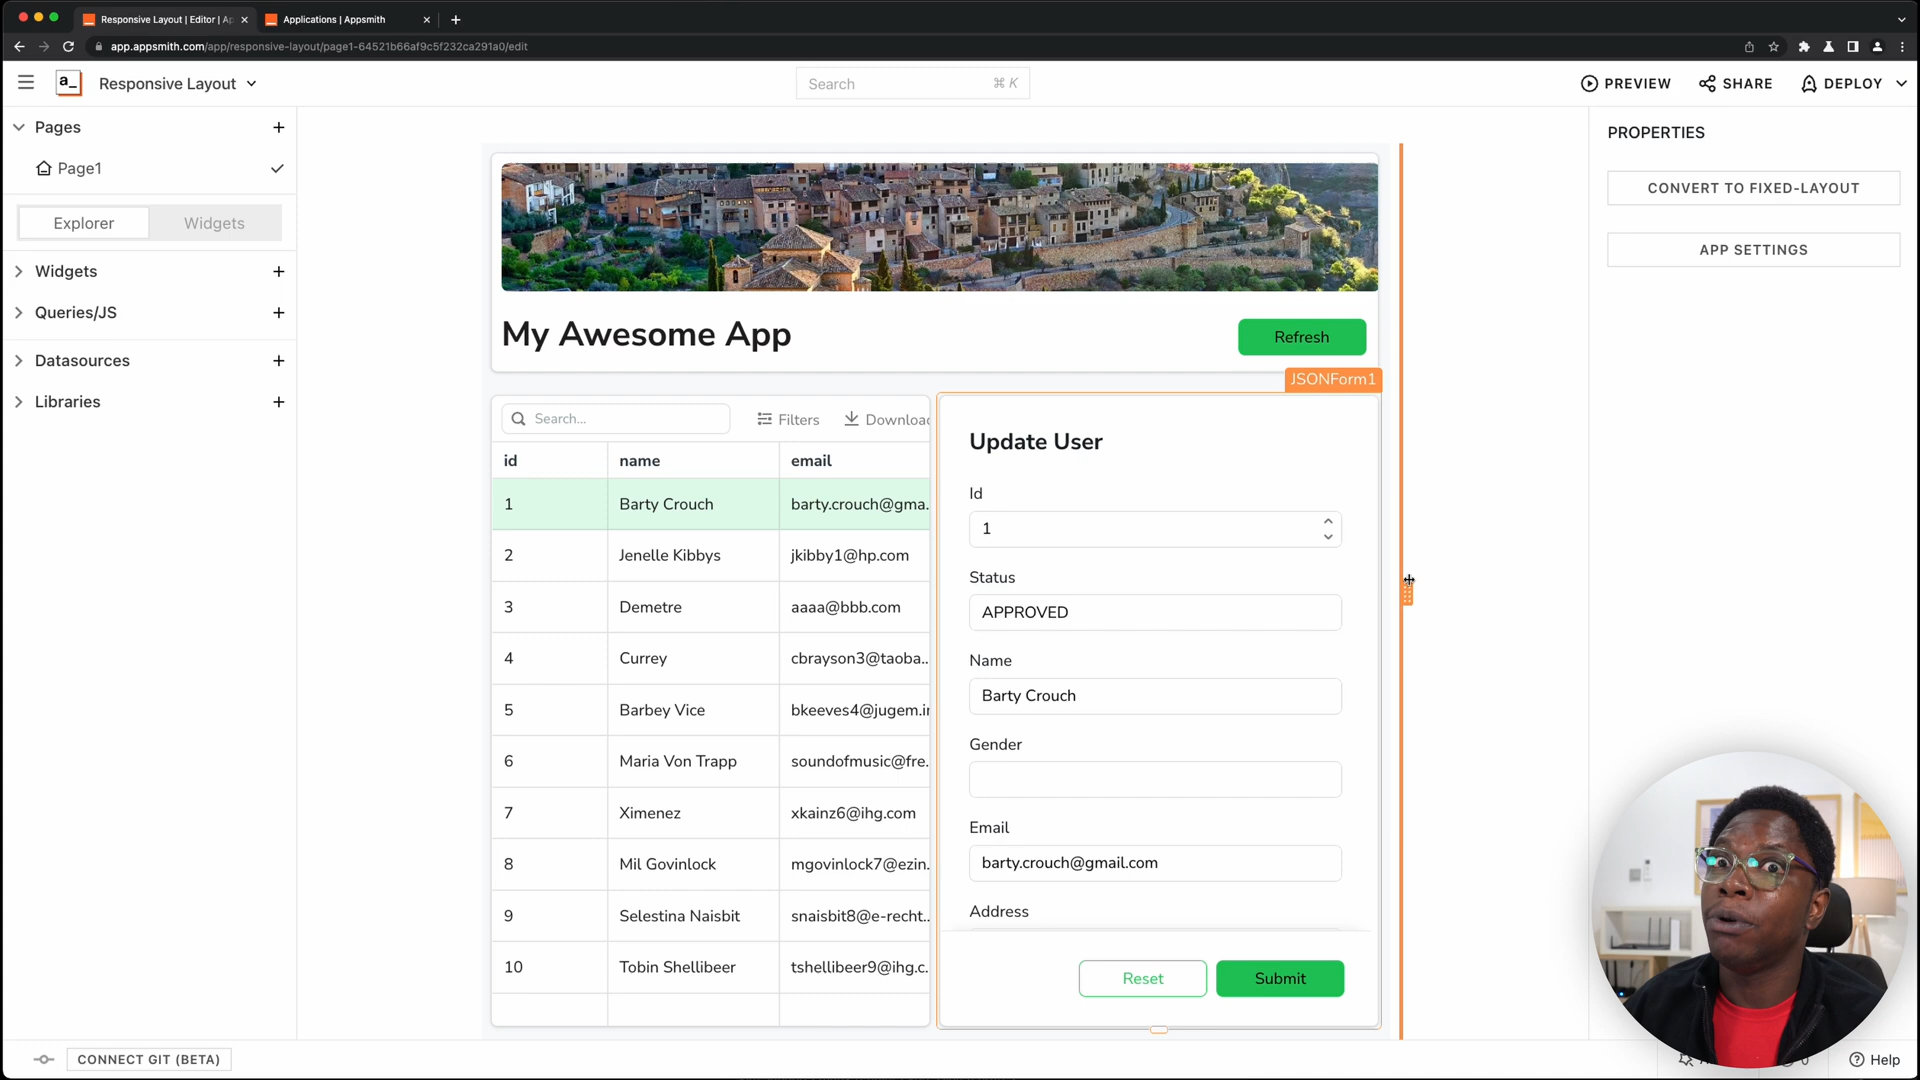 Responsive Layout | Editor | Ap
Applications | Appsmith
app.appsmith.com/app/responsive-layout/page1-64521b66af9c5f232ca291a0/edit
a_
Responsive Layout
Search
⌘ K
PREVIEW
SHARE
DEPLOY
Pages
Page1
Explorer
Widgets
Widgets
Queries/JS
Datasources
Libraries
PROPERTIES
CONVERT TO FIXED-LAYOUT
APP SETTINGS
My Awesome App
Refresh
JSONForm1
Search...
Filters
Download
id name email
1 Barty Crouch barty.crouch@gma.
2 Jenelle Kibbys jkibby1@hp.com
3 Demetre aaaa@bbb.com
4 Currey cbrayson3@taoba..
5 Barbey Vice bkeeves4@jugem.ir
6 Maria Von Trapp soundofmusic@fre.
7 Ximenez xkainz6@ihg.com
8 Mil Govinlock mgovinlock7@ezin.
9 Selestina Naisbit snaisbit8@e-recht..
10 Tobin Shellibeer tshellibeer9@ihg.c.
Update User
Id
1
Status
APPROVED
Name
Barty Crouch
Gender
Email
barty.crouch@gmail.com
Address
Reset
Submit
CONNECT GIT (BETA)
0
Help